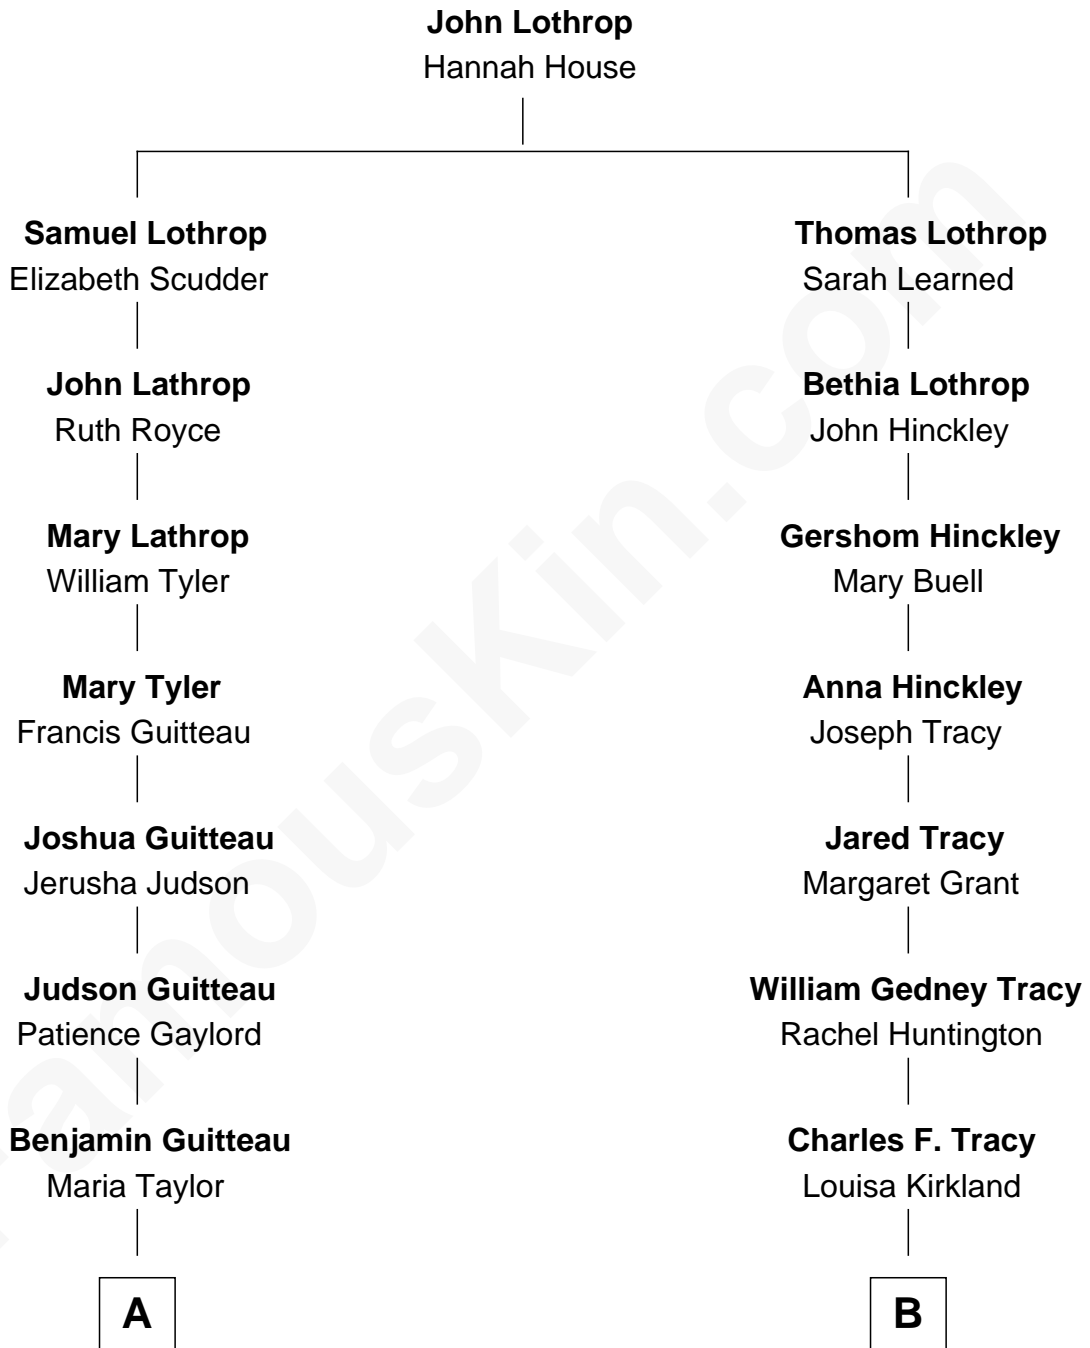 John Lothrop
Hannah House
Samuel Lothrop
Elizabeth Scudder
Thomas Lothrop
Sarah Learned
John Lathrop
Ruth Royce
Bethia Lothrop
John Hinckley
Mary Lathrop
William Tyler
Gershom Hinckley
Mary Buell
Mary Tyler
Francis Guitteau
Anna Hinckley
Joseph Tracy
Joshua Guitteau
Jerusha Judson
Jared Tracy
Margaret Grant
Judson Guitteau
Patience Gaylord
William Gedney Tracy
Rachel Huntington
Benjamin Guitteau
Maria Taylor
Charles F. Tracy
Louisa Kirkland
A
B
FamousKin.com